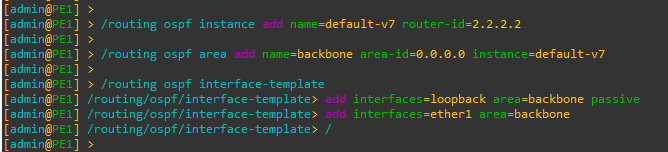 [admin@PE1] >
[admin@PE1] > /routing ospf instance add name=default-v7 router-id=2.2.2.2
[admin@PE1] >
[admin@PE1] > /routing ospf area add name=backbone area-id=0.0.0.0 instance=default-v7
[admin@PE1] >
[admin@PE1] > /routing ospf interface-template
[admin@PE1] /routing/ospf/interface-template> add interfaces=loopback area=backbone passive
[admin@PE1] /routing/ospf/interface-template> add interfaces=ether1 area=backbone
[admin@PE1] /routing/ospf/interface-template> /
[admin@PE1] >